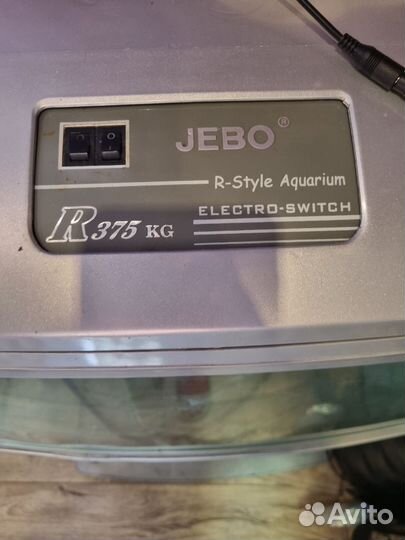 JEBO®
R-Style Aquarium
ELECTRO-SWITCH
R375 KG
Avito